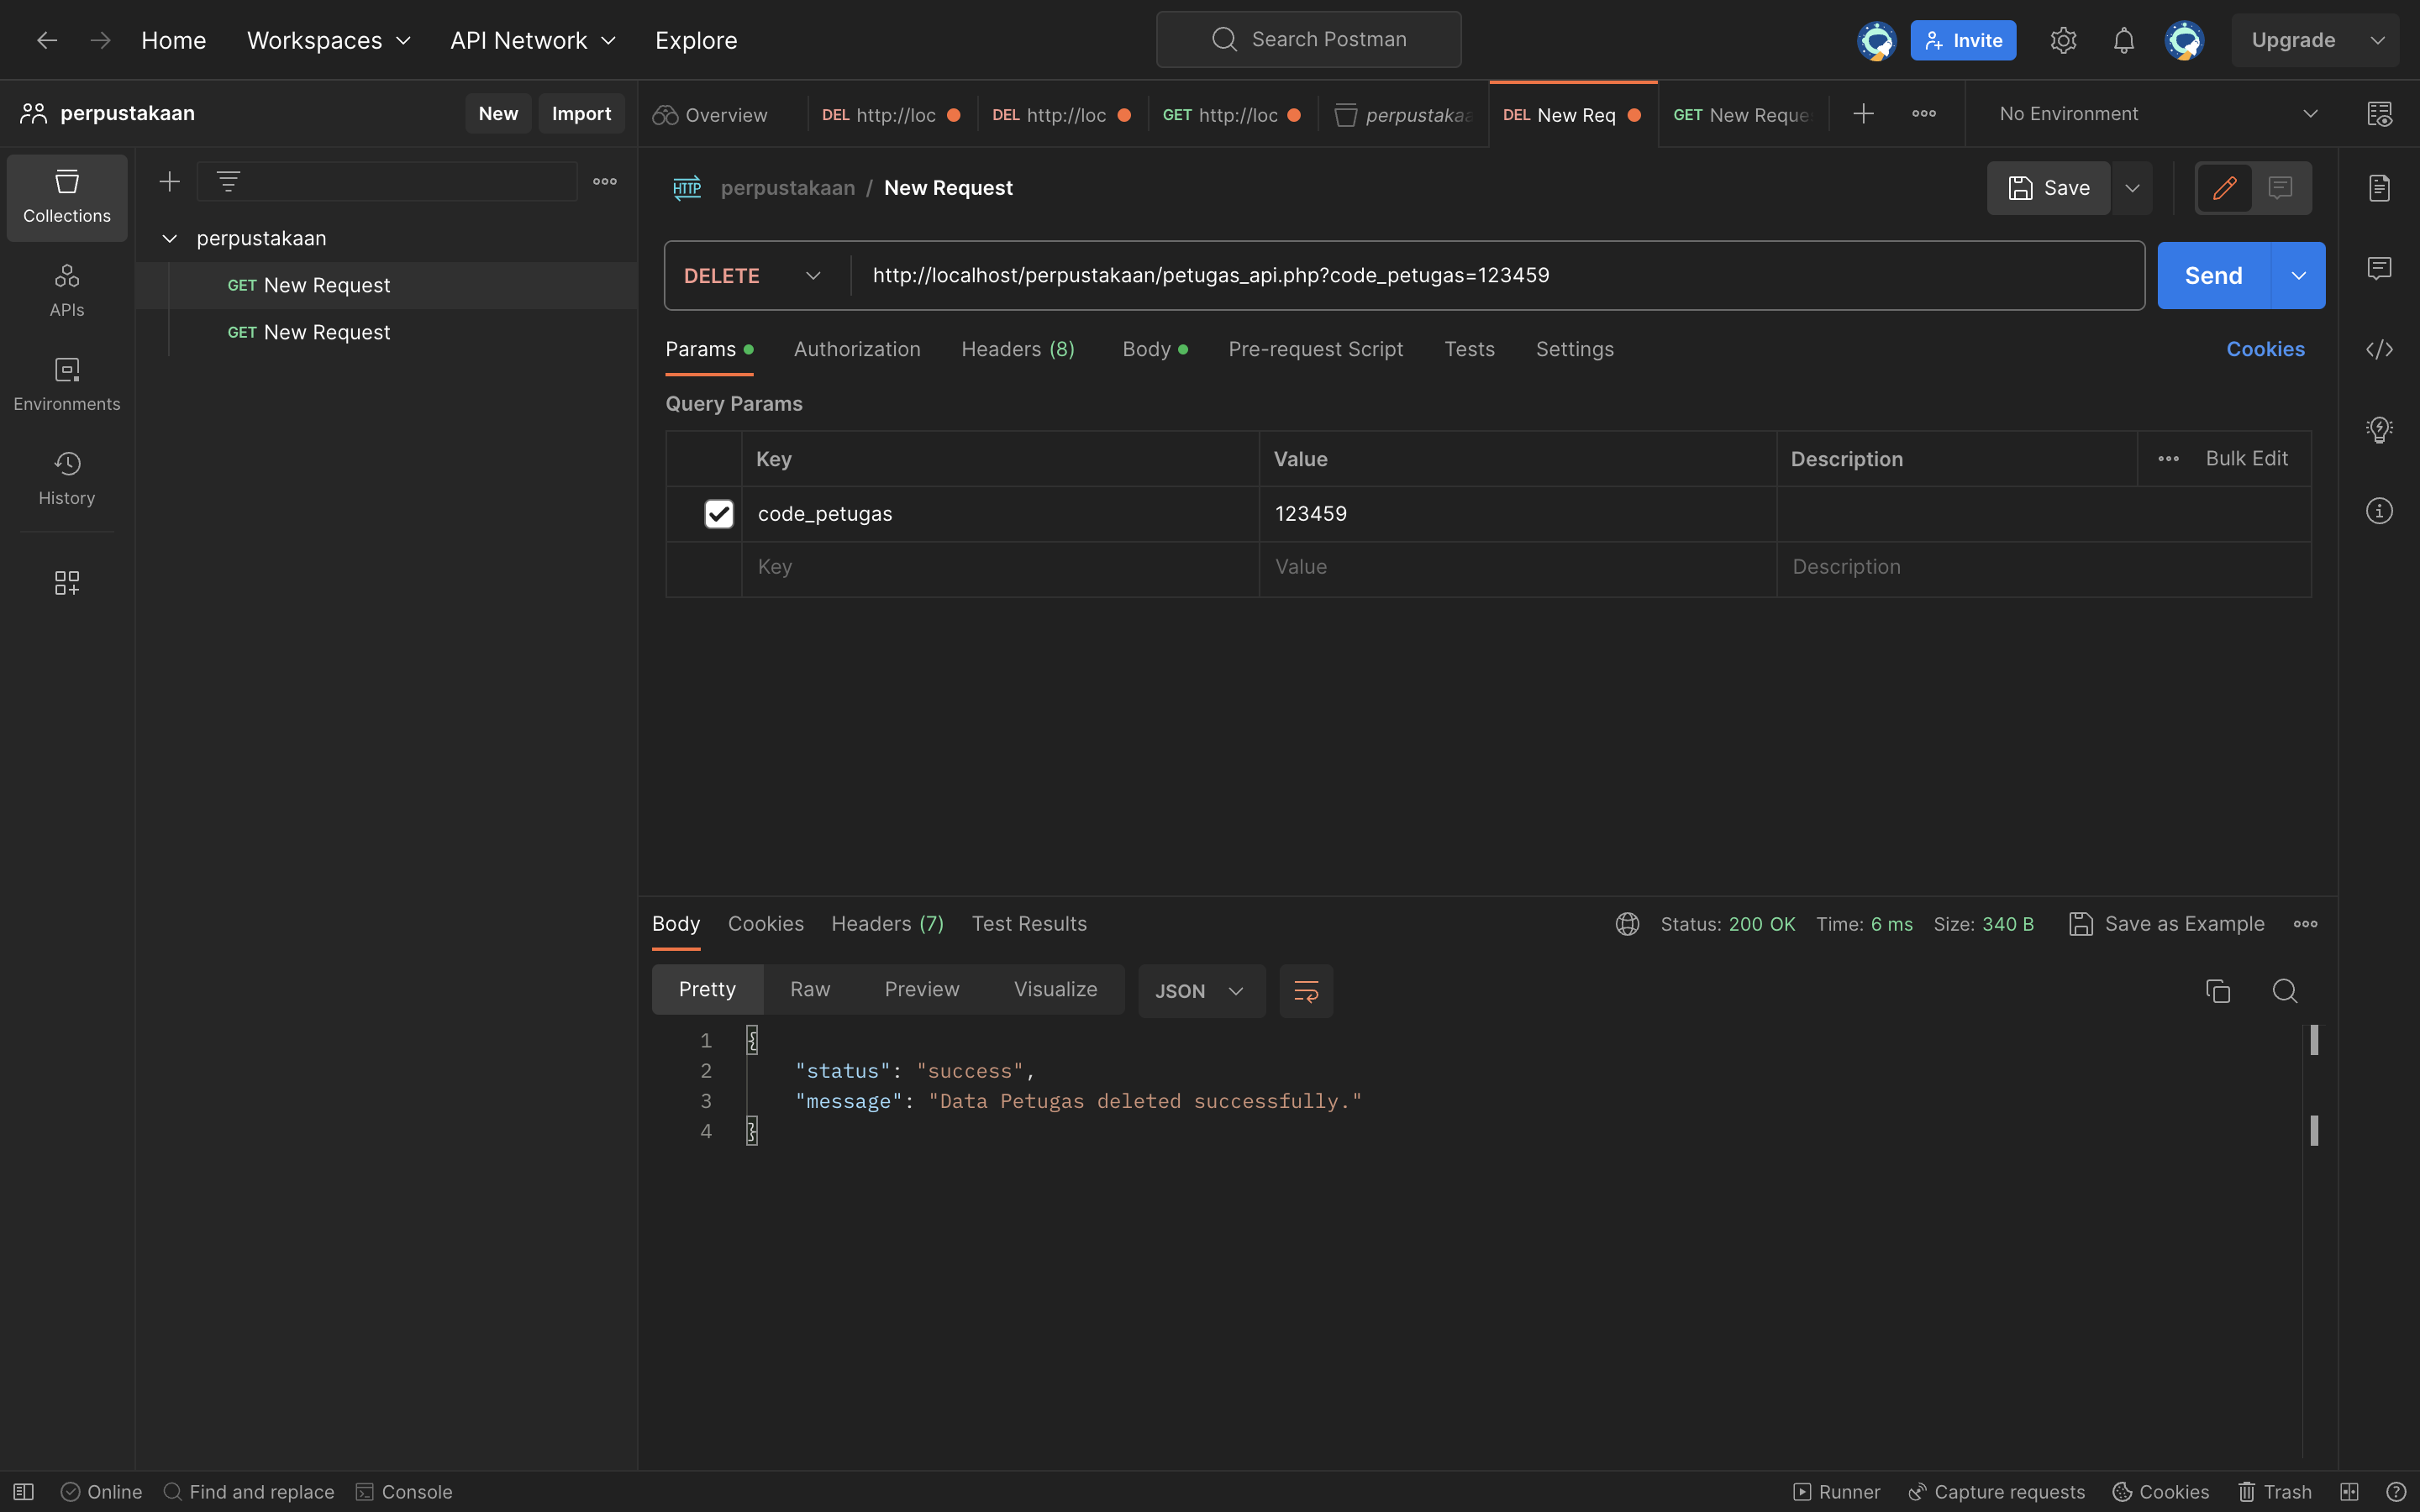 Home Workspaces API Network Explore Search Postman Invite Upgrade
perpustakaan New Import
Overview DEL http://loc DEL http://loc GET http://loc perpustakaa DEL New Req GET New Reque No Environment
Collections
APIs
Environments
History
perpustakaan
GET New Request
GET New Request
HTTP perpustakaan / New Request Save
DELETE http://localhost/perpustakaan/petugas_api.php?code_petugas=123459 Send
Params Authorization Headers (8) Body Pre-request Script Tests Settings Cookies
Query Params
Key Value Description Bulk Edit
code_petugas 123459
Key Value Description
Body Cookies Headers (7) Test Results Status: 200 OK Time: 6 ms Size: 340 B Save as Example
Pretty Raw Preview Visualize JSON
1 {
2 "status": "success",
3 "message": "Data Petugas deleted successfully."
4 }
Online Find and replace Console Runner Capture requests Cookies Trash